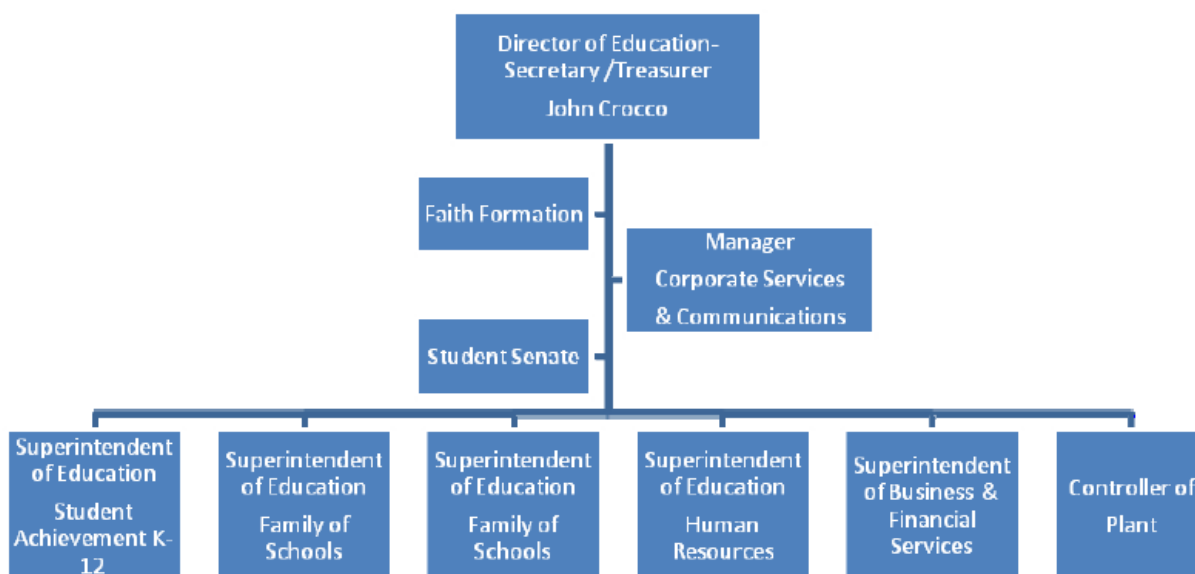 Director of Education-
Secretary /Treasurer
John Crocco
Faith Formation
Manager
Corporate Services
& Communications
Student Senate
Superintendent
of Education
Student
Achievement K-
12
Superintendent
of Education
Family of
Schools
Superintendent
of Education
Family of
Schools
Superintendent
of Education
Human
Resources
Superintendent
of Business &
Financial
Services
Controller of
Plant